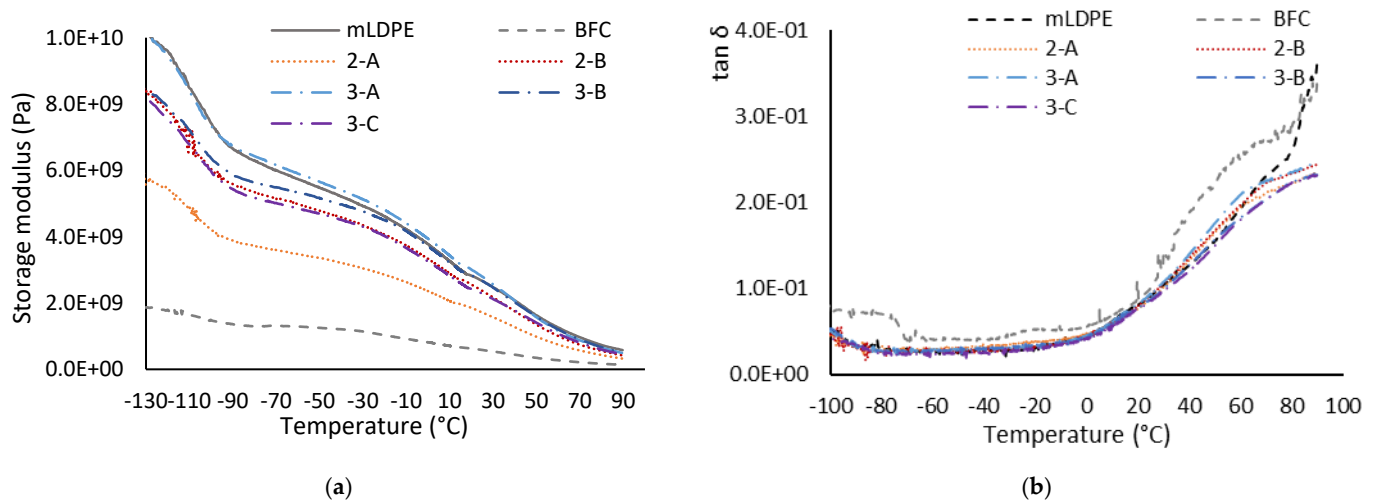 mLDPE BFC
2-A 2-B
3-A 3-B
3-C
Storage modulus (Pa)
1.0E+10
8.0E+09
6.0E+09
4.0E+09
2.0E+09
0.0E+00
-130 -110 -90 -70 -50 -30 -10 10 30 50 70 90
Temperature (°C)
(a)
mLDPE BFC
2-A 2-B
3-A 3-B
3-C
tan δ
4.0E-01
3.0E-01
2.0E-01
1.0E-01
0.0E+00
-100 -80 -60 -40 -20 0 20 40 60 80 100
Temperature (°C)
(b)